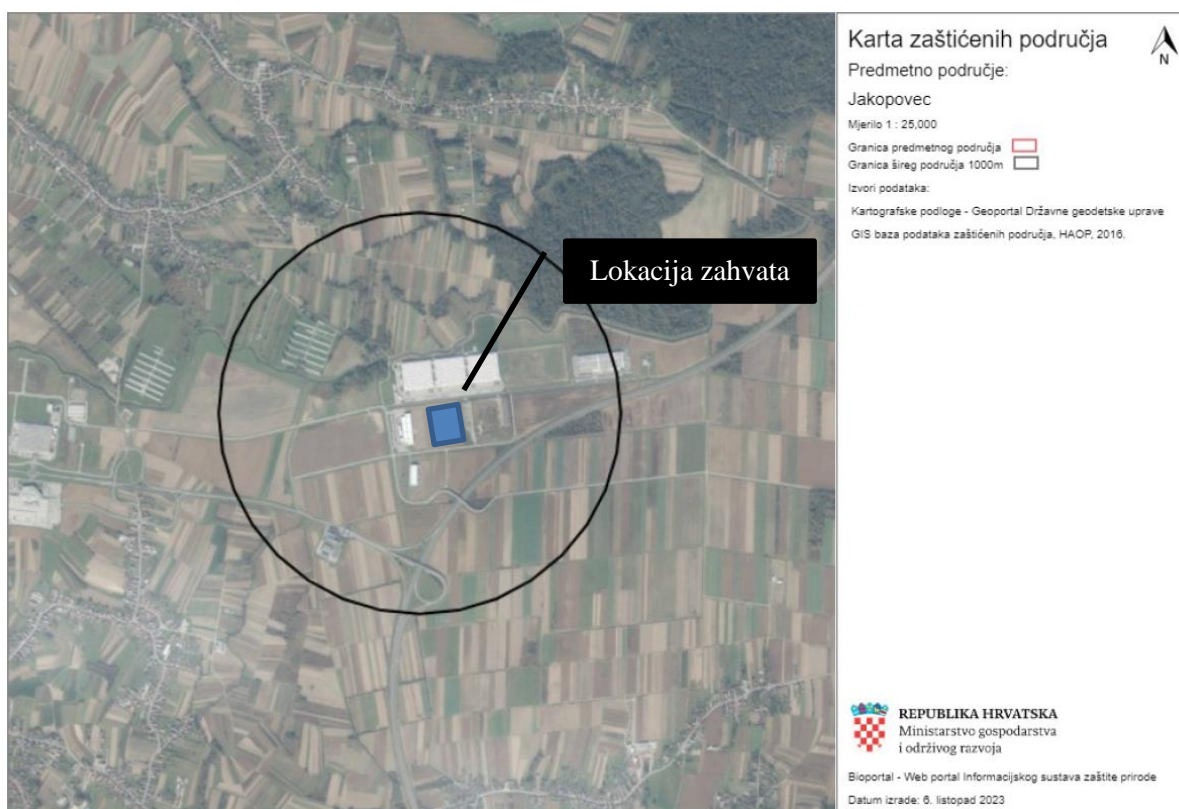 Lokacija zahvata
Karta zaštićenih područja
N
Predmetno područje:
Jakopovec
Mjerilo 1 : 25,000
Granica predmetnog područja
Granica šireg područja 1000m
Izvori podataka:
Kartografske podloge - Geoportal Državne geodetske uprave
GIS baza podataka zaštićenih područja, HAOP, 2016.
REPUBLIKA HRVATSKA
Ministarstvo gospodarstva
i održivog razvoja
Bioportal - Web portal Informacijskog sustava zaštite prirode
Datum izrade: 6. listopad 2023